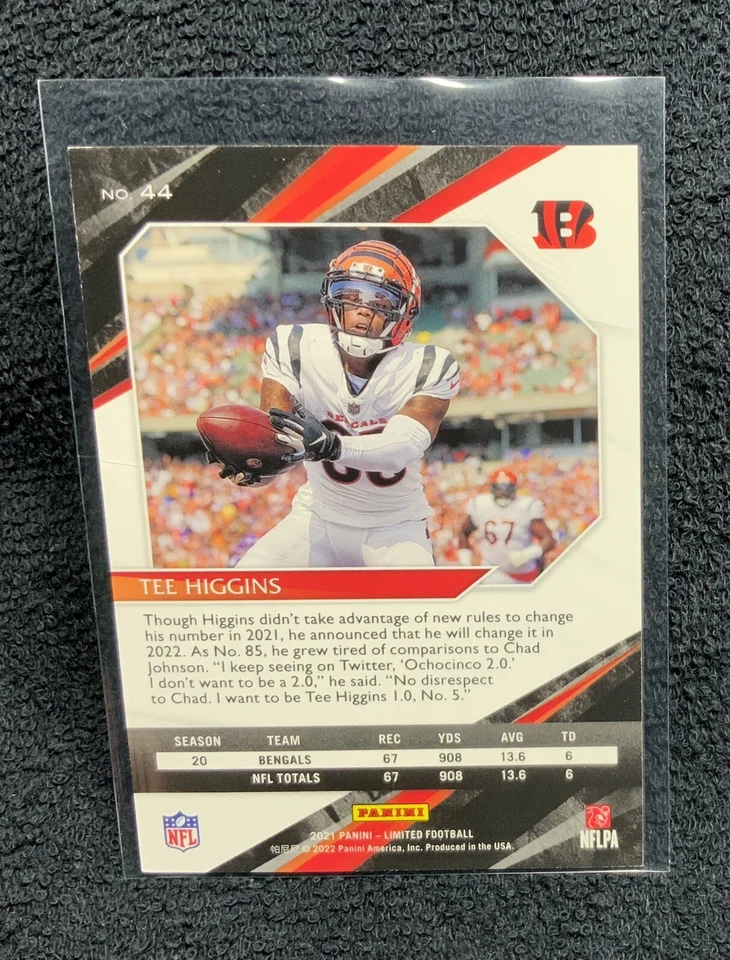 NO. 44
B
BENGALS
67
TEE HIGGINS
Though Higgins didn't take advantage of new rules to change
his number in 2021, he announced that he will change it in
2022. As No. 85, he grew tired of comparisons to Chad
Johnson. “I keep seeing on Twitter, ‘Ochocinco 2.0.’
I don't want to be a 2.0,” he said. “No disrespect
to Chad. I want to be Tee Higgins 1.0, No. 5.”
SEASON TEAM REC YDS AVG TD
20 BENGALS 67 908 13.6 6
NFL TOTALS 67 908 13.6 6
PANINI
NFL
2021 PANINI – LIMITED FOOTBALL
帕尼尼 © 2022 Panini America, Inc. Produced in the USA.
NFLPA